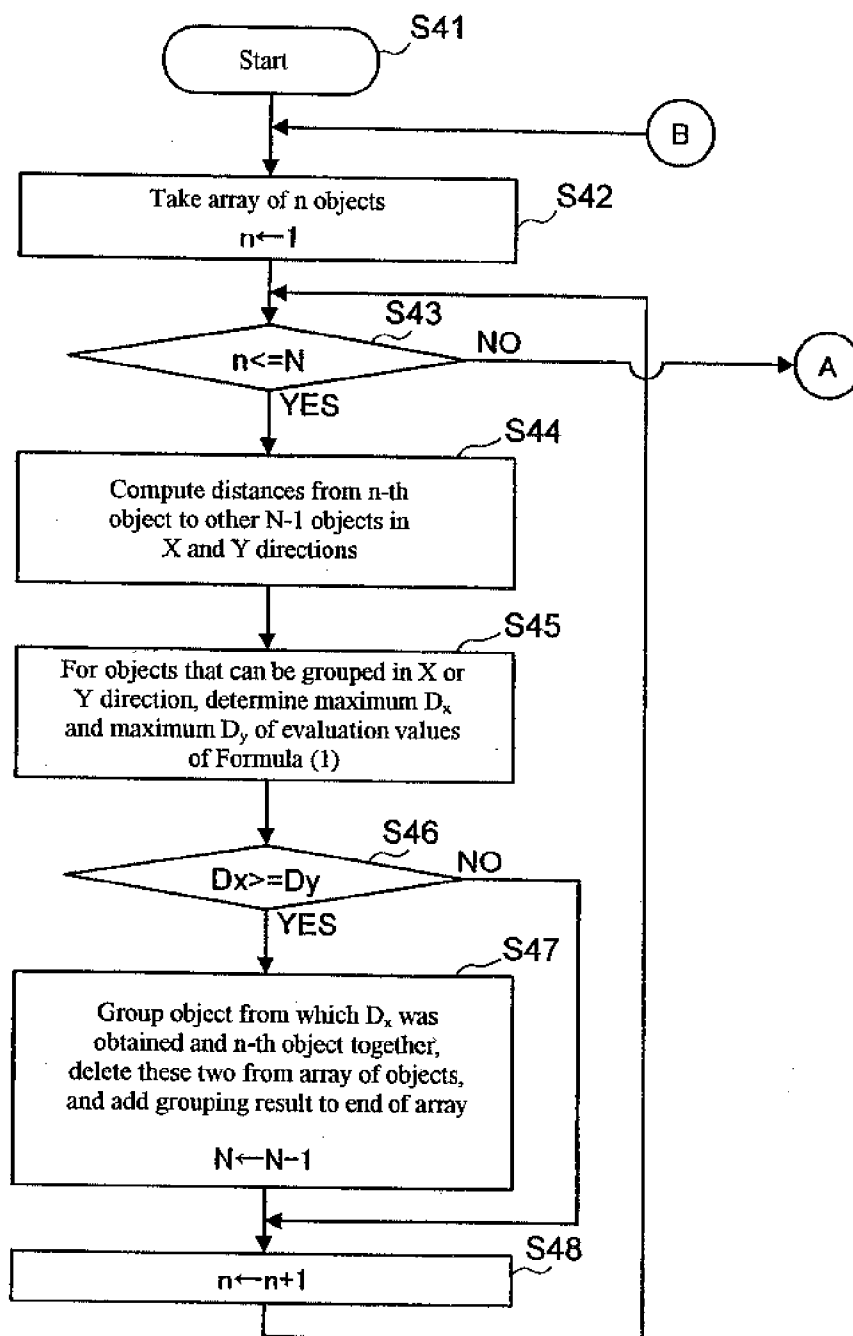 S41
Start
B
S42
Take array of n objects
n←1
S43
n<=N
NO
A
YES
S44
Compute distances from n-th
object to other N-1 objects in
X and Y directions
S45
For objects that can be grouped in X or
Y direction, determine maximum Dx
and maximum Dy of evaluation values
of Formula (1)
S46
Dx>=Dy
NO
YES
S47
Group object from which Dx was
obtained and n-th object together,
delete these two from array of objects,
and add grouping result to end of array
N←N−1
S48
n←n+1